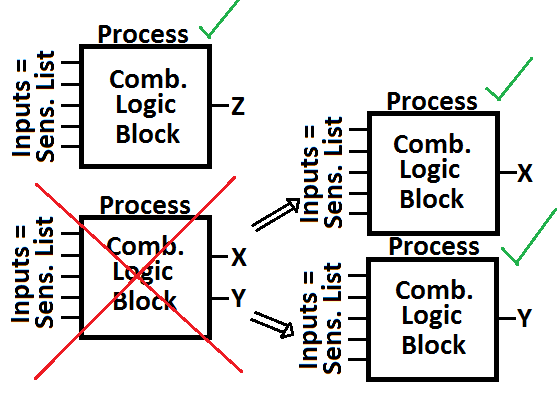 Process
Inputs =
Sens. List
Comb.
Logic
Block
Z
Process
Inputs =
Sens. List
Comb.
Logic
Block
X
Y
Process
Inputs =
Sens. List
Comb.
Logic
Block
X
Process
Inputs =
Sens. List
Comb.
Logic
Block
Y